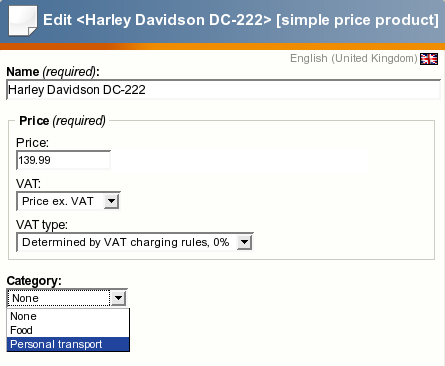 Edit <Harley Davidson DC-222> [simple price product]
English (United Kingdom)
Name (required):
Harley Davidson DC-222
Price (required)
Price:
139.99
VAT:
Price ex. VAT
VAT type:
Determined by VAT charging rules, 0%
Category:
None
None
Food
Personal transport